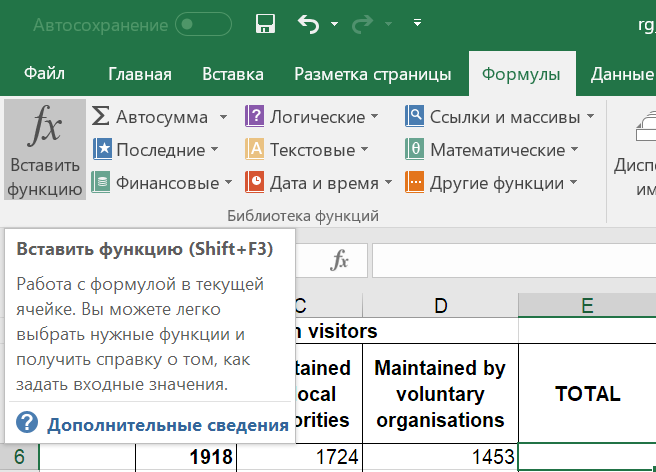 Автосохранение
rg_
Файл Главная Вставка Разметка страницы Формулы Данные
fx
Вставить функцию
Σ Автосумма
Последние
Финансовые
? Логические
A Текстовые
Дата и время
Ссылки и массивы
θ Математические
Другие функции
Диспе
им
Библиотека функций
Вставить функцию (Shift+F3)
Работа с формулой в текущей
ячейке. Вы можете легко
выбрать нужные функции и
получить справку о том, как
задать входные значения.
? Дополнительные сведения
fx
C D E
visitors
tained
ocal
orities
Maintained by
voluntary
organisations
TOTAL
6 1918 1724 1453